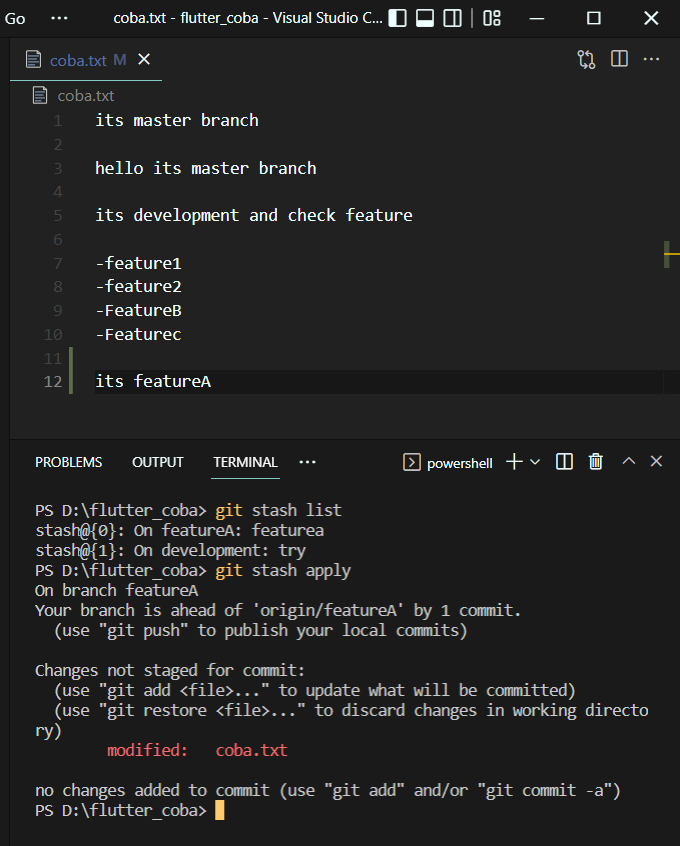 Go ... coba.txt - flutter_coba - Visual Studio C...
coba.txt M
coba.txt
1 its master branch
2
3 hello its master branch
4
5 its development and check feature
6
7 -feature1
8 -feature2
9 -FeatureB
10 -Featurec
11
12 its featureA
PROBLEMS OUTPUT TERMINAL ... powershell
PS D:\flutter_coba> git stash list
stash@{0}: On featureA: featurea
stash@{1}: On development: try
PS D:\flutter_coba> git stash apply
On branch featureA
Your branch is ahead of 'origin/featureA' by 1 commit.
  (use "git push" to publish your local commits)
Changes not staged for commit:
  (use "git add <file>..." to update what will be committed)
  (use "git restore <file>..." to discard changes in working directo
ry)
        modified:   coba.txt
no changes added to commit (use "git add" and/or "git commit -a")
PS D:\flutter_coba>